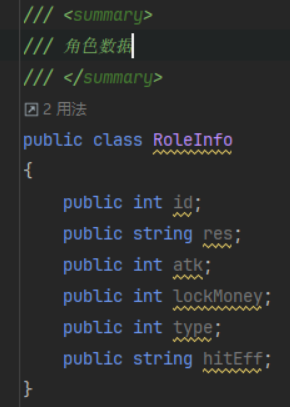 /// <summary>
/// 角色数据
/// </summary>
2 用法
public class RoleInfo
{
    public int id;
    public string res;
    public int atk;
    public int lockMoney;
    public int type;
    public string hitEff;
}